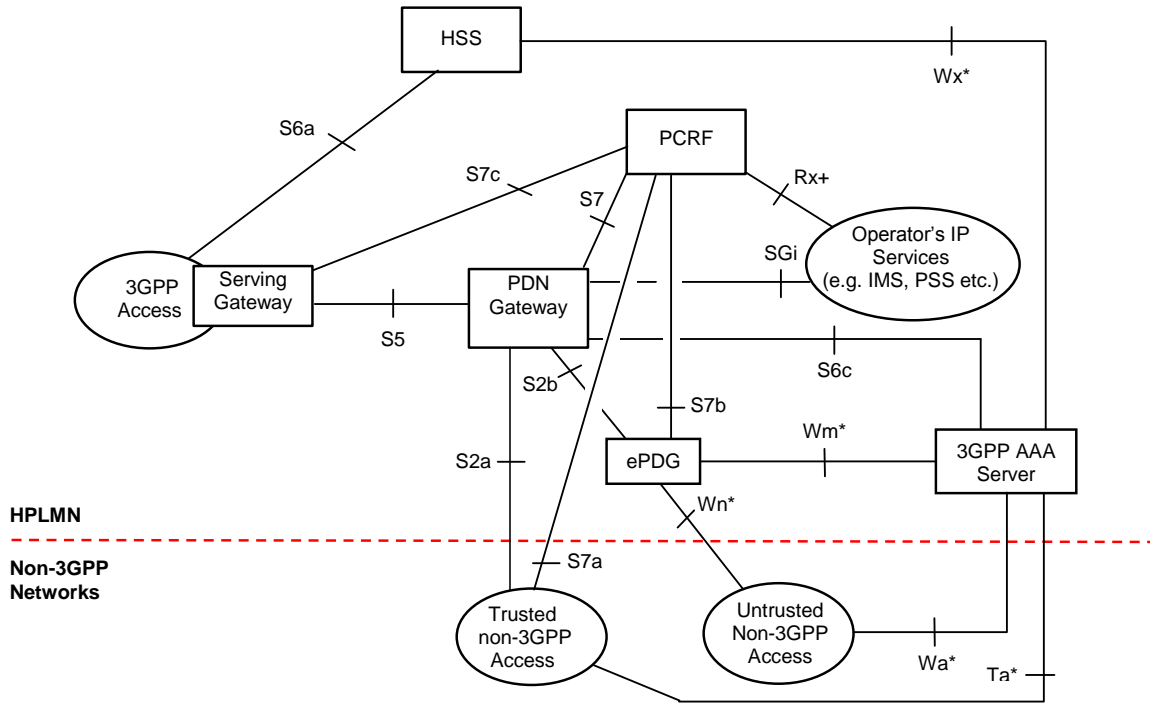 HSS
Wx*
S6a
PCRF
S7c
S7
Rx+
Operator's IP
Services
(e.g. IMS, PSS etc.)
SGi
3GPP
Access
Serving
Gateway
PDN
Gateway
S5
S6c
S2b
S7b
Wm*
S2a
ePDG
3GPP AAA
Server
Wn*
HPLMN
Non-3GPP
Networks
S7a
Trusted
non-3GPP
Access
Untrusted
Non-3GPP
Access
Wa*
Ta*